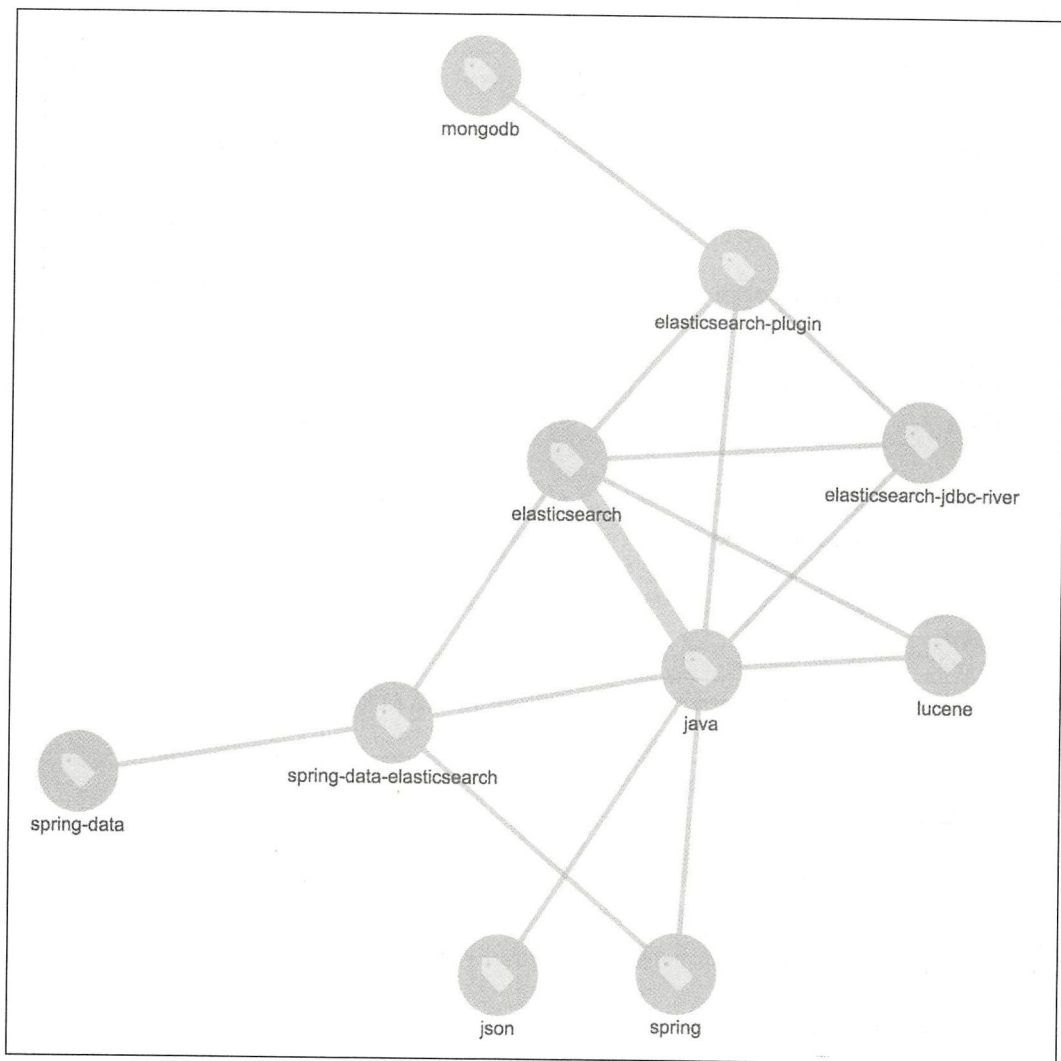 mongodb
elasticsearch-plugin
elasticsearch-jdbc-river
elasticsearch
lucene
java
spring-data-elasticsearch
spring-data
json
spring